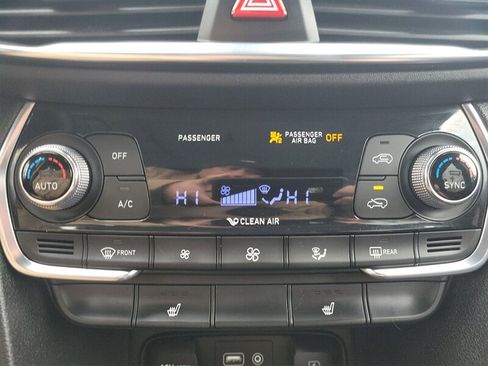 PASSENGER
PASSENGER
AIR BAG OFF
OFF
AUTO
A/C
HI
HI
SYNC
CLEAN AIR
FRONT
REAR